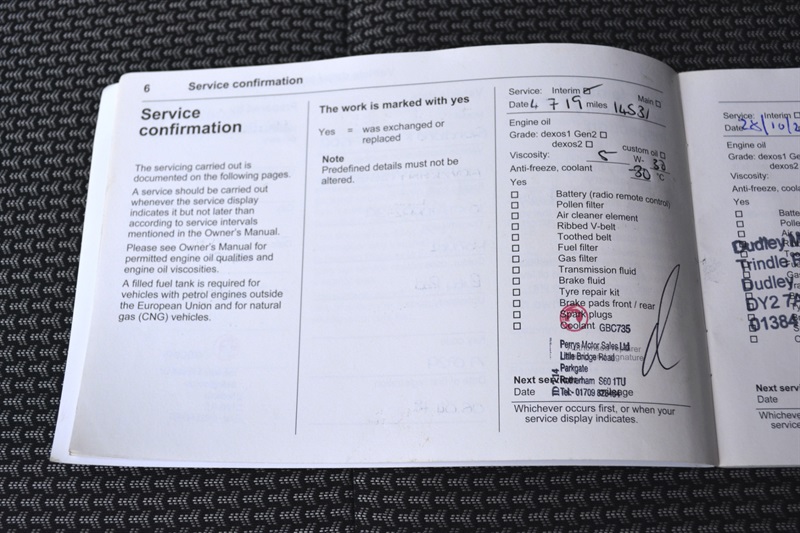 6 Service confirmation
Service
confirmation
The servicing carried out is
documented on the following pages.
A service should be carried out
whenever the service display
indicates it but not later than
according to service intervals
mentioned in the Owner's Manual.
Please see Owner's Manual for
permitted engine oil qualities and
engine oil viscosities.
A filled fuel tank is required for
vehicles with petrol engines outside
the European Union and for natural
gas (CNG) vehicles.
The work is marked with yes
Yes = was exchanged or
replaced
Note
Predefined details must not be
altered.
Service: Interim Main
Date 4 7 19 miles 14531
Engine oil
Grade: dexos1 Gen2
dexos2 custom oil
Viscosity: 5 W- 30
Anti-freeze, coolant -30 °C
Yes
Battery (radio remote control)
Pollen filter
Air cleaner element
Ribbed V-belt
Toothed belt
Fuel filter
Gas filter
Transmission fluid
Brake fluid
Tyre repair kit
Brake pads front / rear
Spark plugs
Coolant GBC735
Perrys Motor Sales Ltd
Little Bridge Road
signature
Parkgate
Next service Rotherham S60 1TU
Date Tel:- 01709
Whichever occurs first, or when your
service display indicates.
Service: Interim
Date 28/10/2
Engine oil
Grade: dexos1 Gen
dexos2
Viscosity:
Anti-freeze, coolan
Yes
Batte
Polle
Dudley M
Trindle R
Dudley
DY2 7
01384
Next servi
Date
Whicheve
service